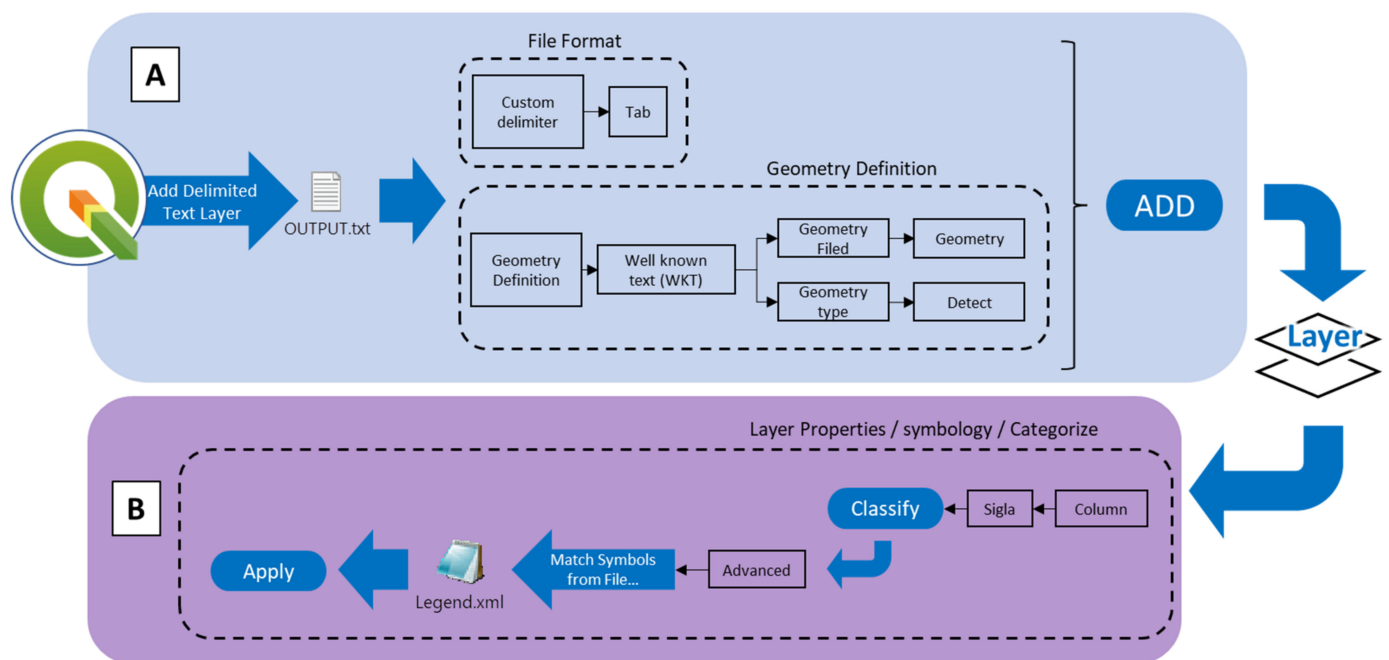 A
File Format
Custom
delimiter
Tab
Add Delimited
Text Layer
OUTPUT.txt
Geometry Definition
Geometry
Definition
Well known
text (WKT)
Geometry
Filed
Geometry
Geometry
type
Detect
ADD
Layer
B
Layer Properties / symbology / Categorize
Classify
Sigla
Column
Apply
Legend.xml
Match Symbols
from File...
Advanced